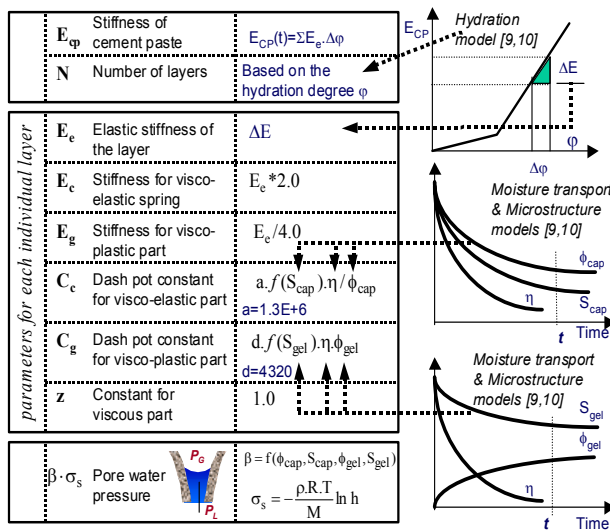 E_cp Stiffness of cement paste E_CP(t)=ΣE_e.Δφ
N Number of layers Based on the hydration degree φ
parameters for each individual layer
E_e Elastic stiffness of the layer ΔE
E_c Stiffness for visco-elastic spring E_e *2.0
E_g Stiffness for visco-plastic part E_e/4.0
C_c Dash pot constant for visco-elastic part a.f(S_cap).η/ϕ_cap
a=1.3E+6
C_g Dash pot constant for visco-plastic part d.f(S_gel).η.ϕ_gel
d=4320
z Constant for viscous part 1.0
β·σ_s Pore water pressure P_G P_L β=f(ϕ_cap,S_cap,ϕ_gel,S_gel)
σ_s = -(ρ.R.T/M) ln h
E_CP
Hydration
model [9,10]
ΔE
Δφ
φ
Moisture transport
& Microstructure
models [9,10]
ϕ_cap
S_cap
η
t Time
Moisture transport
& Microstructure
models [9,10]
S_gel
ϕ_gel
η
t Time